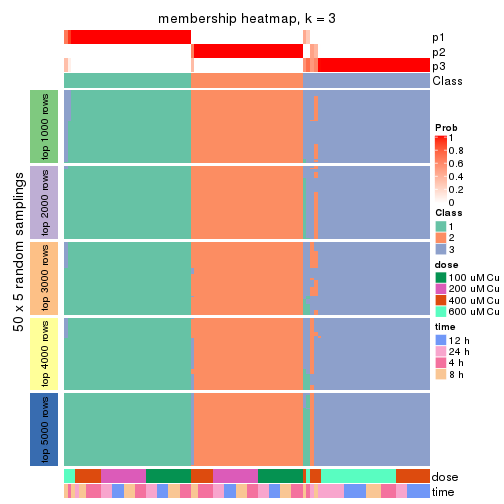 membership heatmap, k = 3
p1
p2
p3
Class
50 x 5 random samplings
top 1000 rows
top 2000 rows
top 3000 rows
top 4000 rows
top 5000 rows
dose
time
Prob
1
0.8
0.6
0.4
0.2
0
Class
1
2
3
dose
100 uM Cu
200 uM Cu
400 uM Cu
600 uM Cu
time
12 h
24 h
4 h
8 h